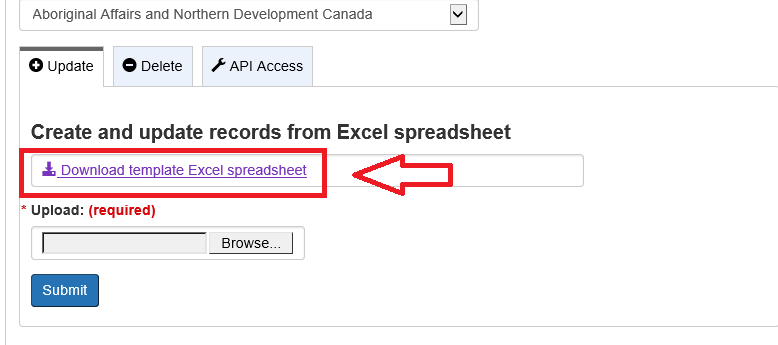 Aboriginal Affairs and Northern Development Canada
Update Delete API Access
Create and update records from Excel spreadsheet
Download template Excel spreadsheet
* Upload: (required)
Browse...
Submit